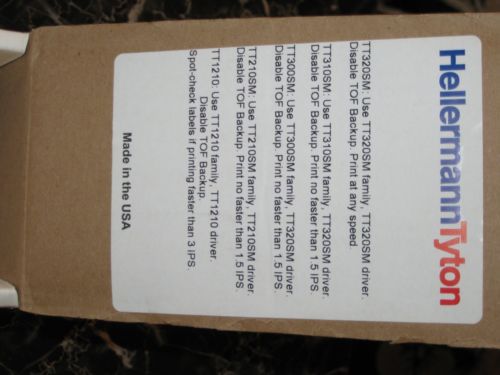 HellermannTyton
TT320SM: Use TT320SM family, TT320SM driver.
Disable TOF Backup. Print at any speed.
TT310SM: Use TT310SM family, TT320SM driver.
Disable TOF Backup. Print no faster than 1.5 IPS.
TT300SM: Use TT300SM family, TT320SM driver.
Disable TOF Backup. Print no faster than 1.5 IPS.
TT210SM: Use TT210SM family, TT210SM driver.
Disable TOF Backup. Print no faster than 1.5 IPS.
TT1210: Use TT1210 family, TT1210 driver.
Disable TOF Backup.
Spot-check labels if printing faster than 3 IPS.
Made in the USA